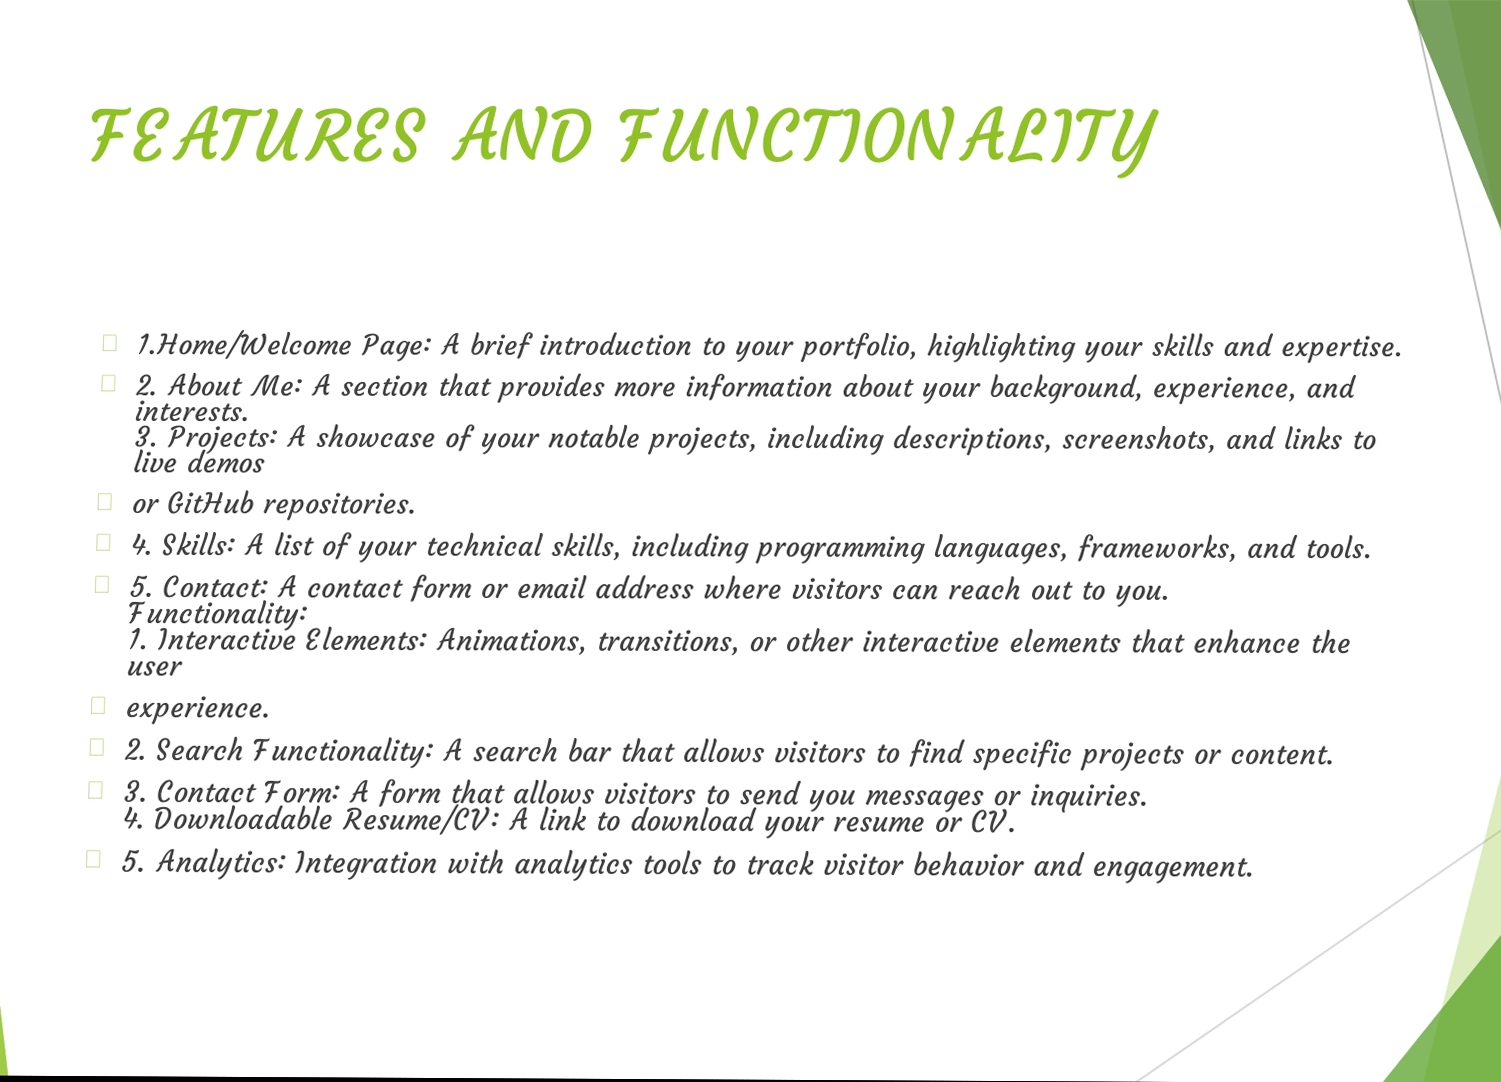 FEATURES AND FUNCTIONALITY
1.Home/Welcome Page: A brief introduction to your portfolio, highlighting your skills and expertise.
2. About Me: A section that provides more information about your background, experience, and
interests.
3. Projects: A showcase of your notable projects, including descriptions, screenshots, and links to
live demos
or GitHub repositories.
4. Skills: A list of your technical skills, including programming languages, frameworks, and tools.
5. Contact: A contact form or email address where visitors can reach out to you.
Functionality:
1. Interactive Elements: Animations, transitions, or other interactive elements that enhance the
user
experience.
2. Search Functionality: A search bar that allows visitors to find specific projects or content.
3. Contact Form: A form that allows visitors to send you messages or inquiries.
4. Downloadable Resume/CV: A link to download your resume or CV.
5. Analytics: Integration with analytics tools to track visitor behavior and engagement.